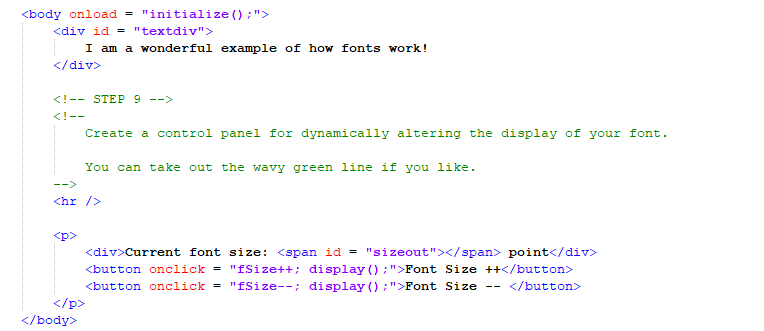 <body onload = "initialize();">
<div id = "textdiv">
I am a wonderful example of how fonts work!
</div>
<!-- STEP 9 -->
<!--
Create a control panel for dynamically altering the display of your font.
You can take out the wavy green line if you like.
-->
<hr />
<p>
<div>Current font size: <span id = "sizeout"></span> point</div>
<button onclick = "fSize++; display();">Font Size ++</button>
<button onclick = "fSize--; display();">Font Size -- </button>
</p>
</body>